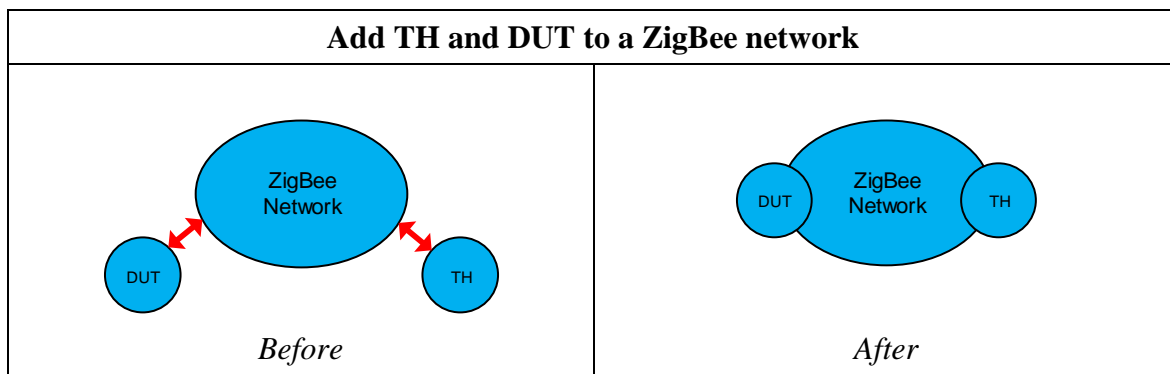 Add TH and DUT to a ZigBee network
ZigBee
Network
DUT
TH
Before
DUT
ZigBee
Network
TH
After